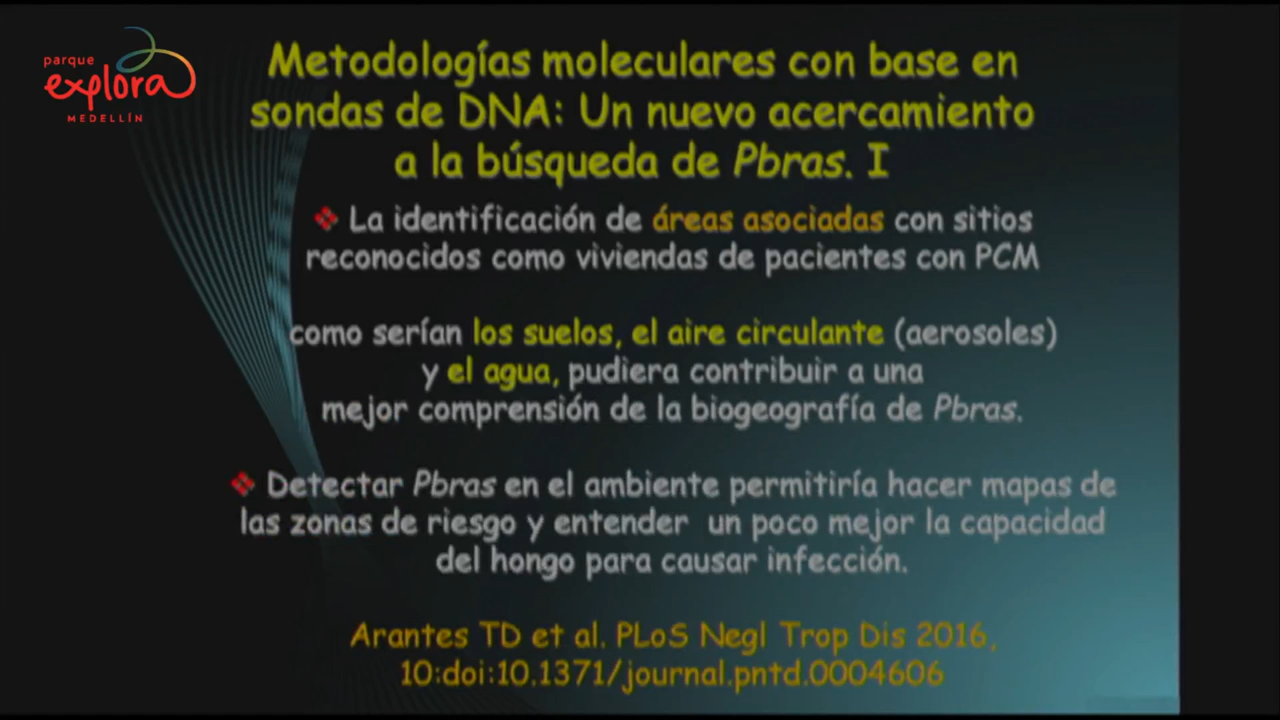 parque
explora
MEDELLÍN
Metodologías moleculares con base en
sondas de DNA: Un nuevo acercamiento
a la búsqueda de Pbras. I
La identificación de áreas asociadas con sitios
reconocidos como viviendas de pacientes con PCM
como serían los suelos, el aire circulante (aerosoles)
y el agua, pudiera contribuir a una
mejor comprensión de la biogeografía de Pbras.
Detectar Pbras en el ambiente permitiría hacer mapas de
las zonas de riesgo y entender un poco mejor la capacidad
del hongo para causar infección.
Arantes TD et al. PLoS Negl Trop Dis 2016,
10:doi:10.1371/journal.pntd.0004606